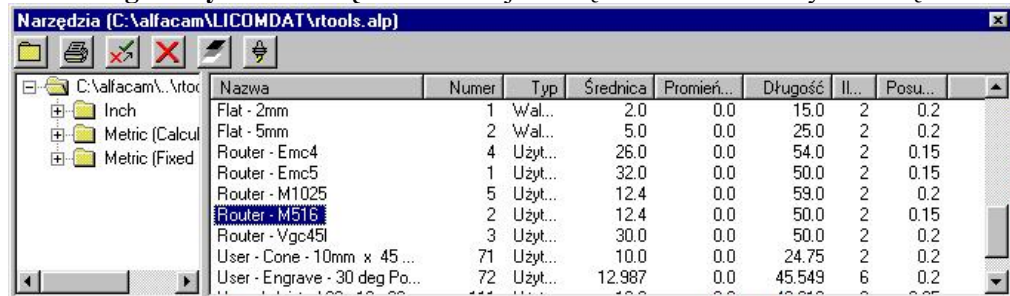 Narzędzia (C:\alfacam\LICOMDAT\rtools.alp)
C:\alfacam\..\rtoo
Inch
Metric (Calcul
Metric (Fixed
Nazwa Numer Typ Średnica Promień... Długość Il... Posu...
Flat - 2mm 1 Wal... 2.0 0.0 15.0 2 0.2
Flat - 5mm 2 Wal... 5.0 0.0 25.0 2 0.2
Router - Emc4 4 Użyt... 26.0 0.0 54.0 2 0.15
Router - Emc5 1 Użyt... 32.0 0.0 50.0 2 0.15
Router - M1025 5 Użyt... 12.4 0.0 59.0 2 0.2
Router - M516 2 Użyt... 12.4 0.0 50.0 2 0.15
Router - Vgc45l 3 Użyt... 30.0 0.0 50.0 2 0.2
User - Cone - 10mm x 45 ... 71 Użyt... 10.0 0.0 24.75 2 0.2
User - Engrave - 30 deg Po... 72 Użyt... 12.987 0.0 45.549 6 0.2